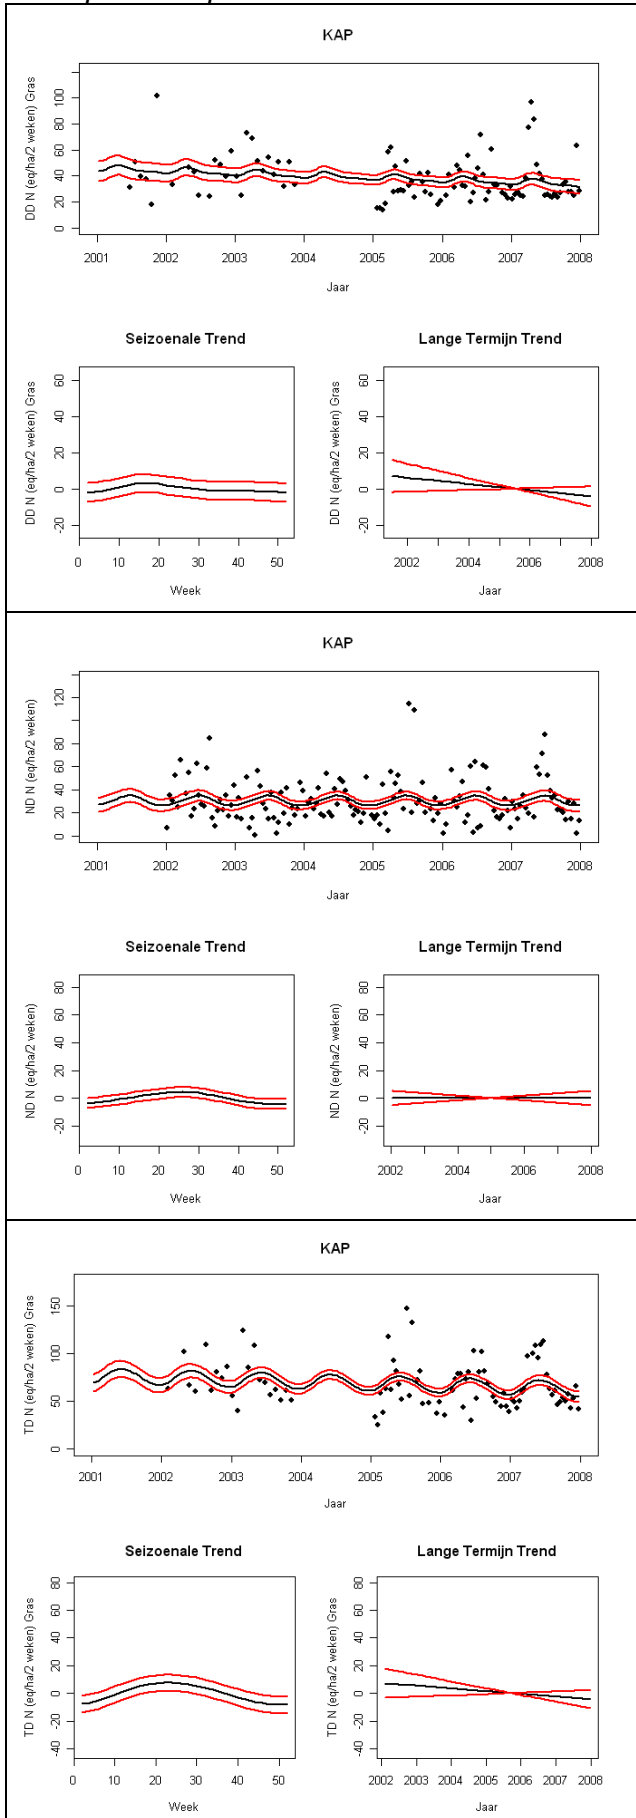 KAP
DD N (eq/ha/2 weken) Gras
0 20 40 60 80 100
2001 2002 2003 2004 2005 2006 2007 2008
Jaar
Seizoenale Trend
Lange Termijn Trend
DD N (eq/ha/2 weken) Gras
-20 0 20 40 60
0 10 20 30 40 50
Week
DD N (eq/ha/2 weken) Gras
-20 0 20 40 60
2002 2004 2006 2008
Jaar
KAP
ND N (eq/ha/2 weken)
0 20 40 60 80 120
2001 2002 2003 2004 2005 2006 2007 2008
Jaar
Seizoenale Trend
Lange Termijn Trend
ND N (eq/ha/2 weken)
-20 0 20 40 60 80
0 10 20 30 40 50
Week
ND N (eq/ha/2 weken)
-20 0 20 40 60 80
2002 2004 2006 2008
Jaar
KAP
TD N (eq/ha/2 weken) Gras
0 50 100 150
2001 2002 2003 2004 2005 2006 2007 2008
Jaar
Seizoenale Trend
Lange Termijn Trend
TD N (eq/ha/2 weken) Gras
-40 -20 0 20 40 60 80
0 10 20 30 40 50
Week
TD N (eq/ha/2 weken) Gras
-40 -20 0 20 40 60 80
2002 2003 2004 2005 2006 2007 2008
Jaar